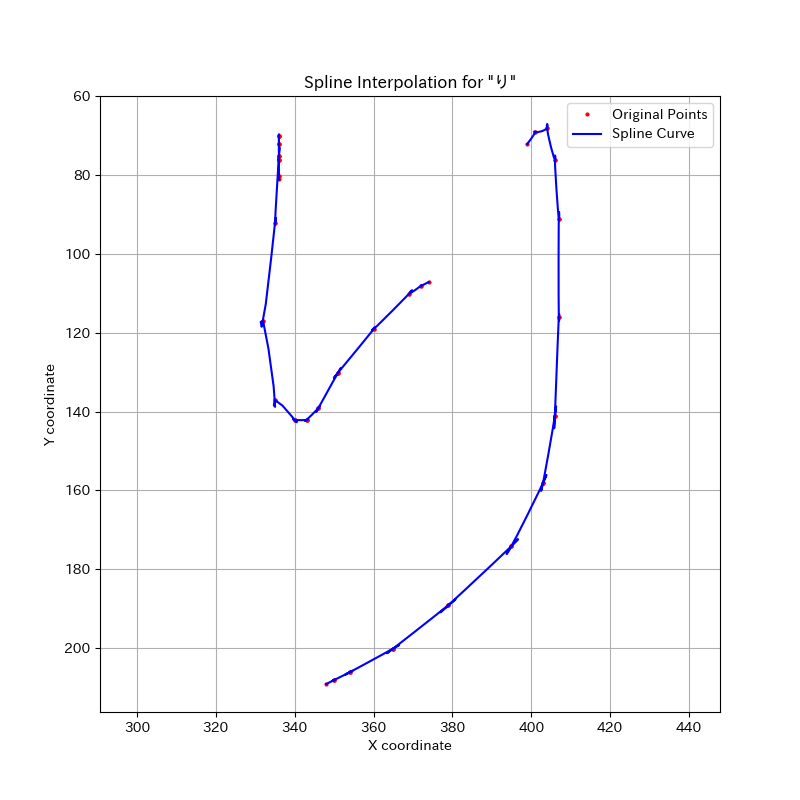 Spline Interpolation for "り"
Original Points
Spline Curve
60
80
100
120
140
160
180
200
Y coordinate
300 320 340 360 380 400 420 440
X coordinate